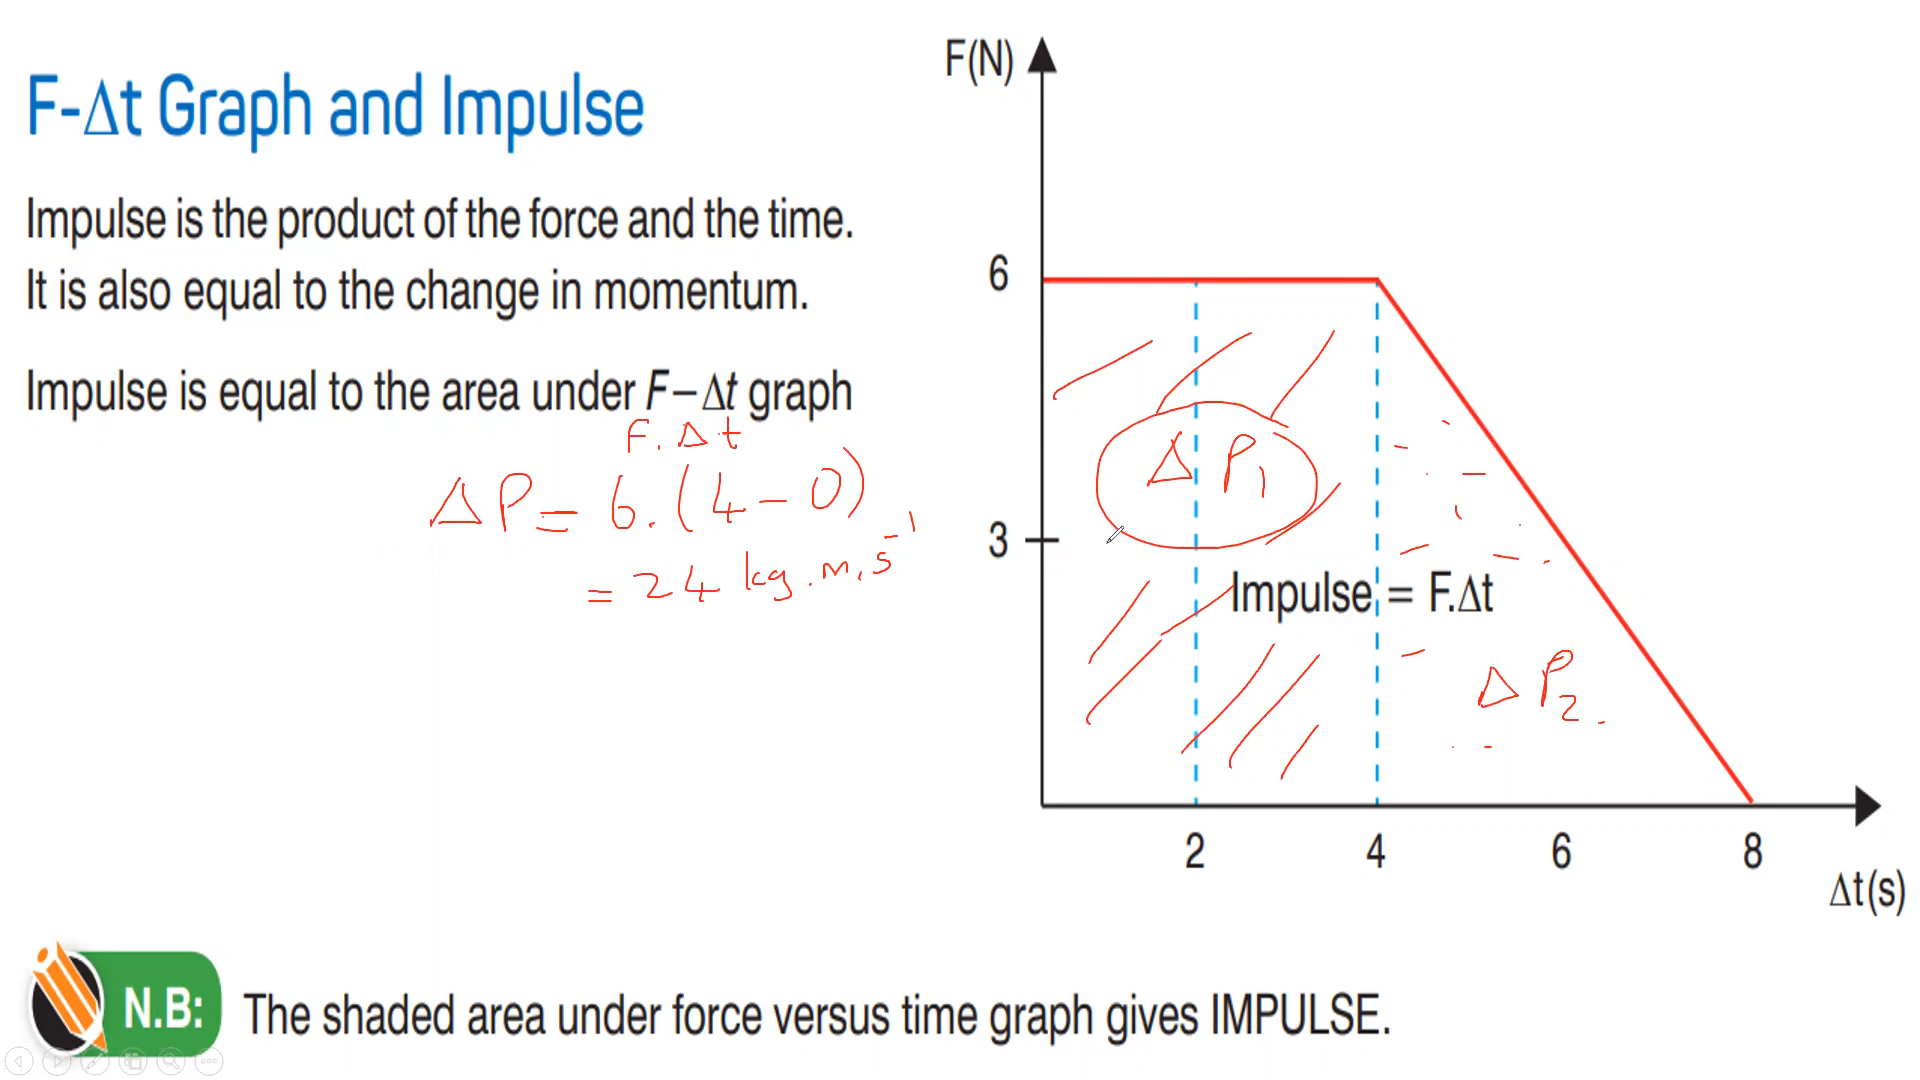 F-Δt Graph and Impulse
Impulse is the product of the force and the time.
It is also equal to the change in momentum.
Impulse is equal to the area under F–Δt graph
F. Δt
ΔP = 6. (4 – 0)
= 24 kg.m.s⁻¹
F(N)
6
3
ΔP₁
Impulse = F.Δt
ΔP₂
2 4 6 8
Δt(s)
N.B: The shaded area under force versus time graph gives IMPULSE.